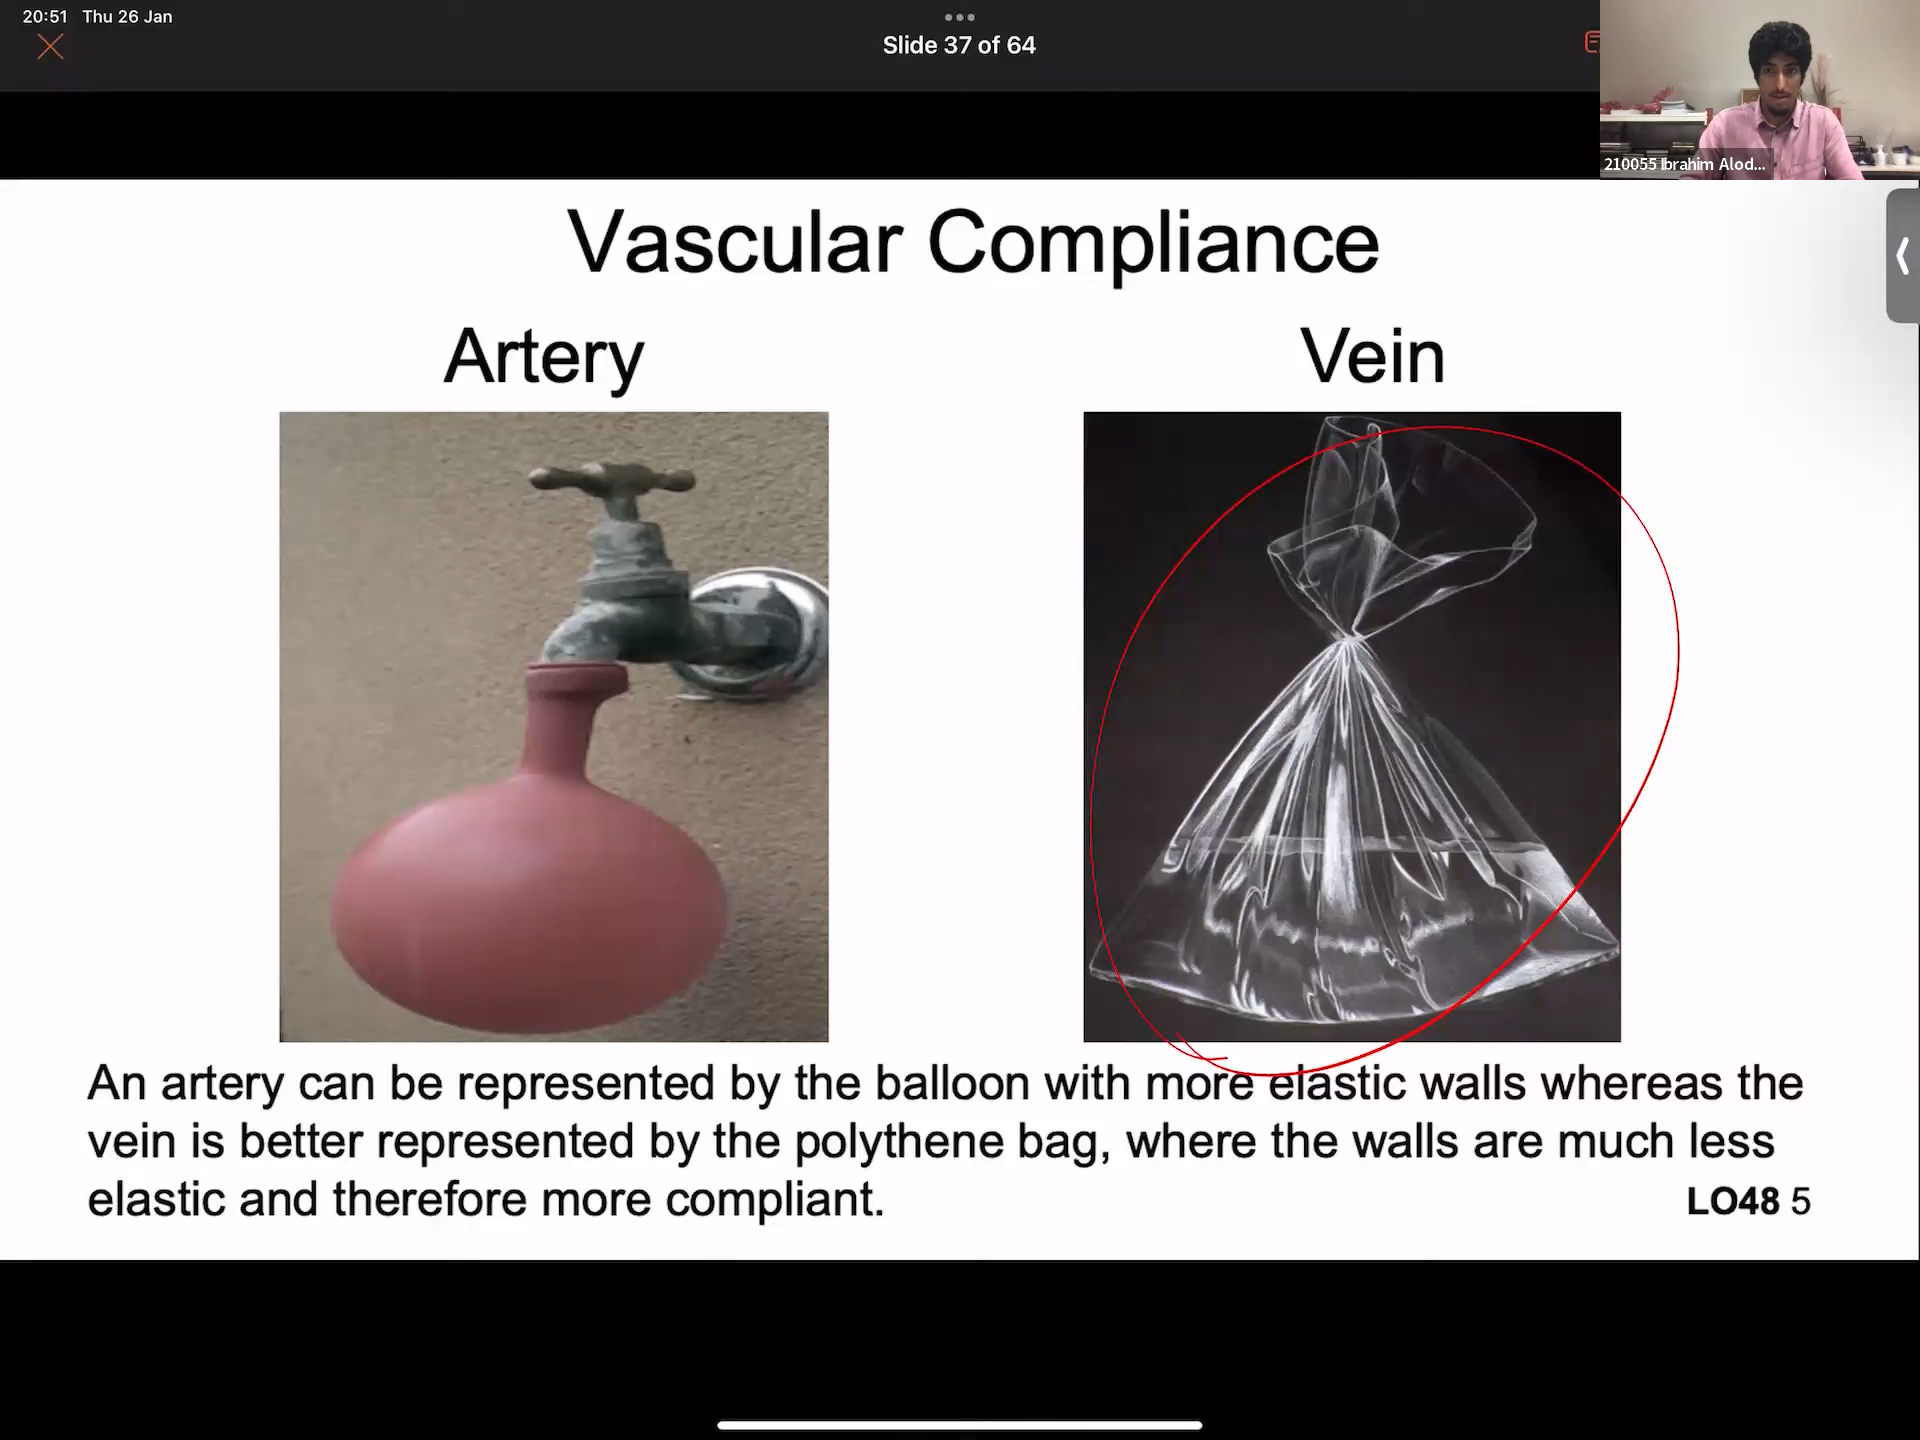 20:51 Thu 26 Jan
Slide 37 of 64
210055 Ibrahim Alod...
Vascular Compliance
Artery
Vein
An artery can be represented by the balloon with more elastic walls whereas the
vein is better represented by the polythene bag, where the walls are much less
elastic and therefore more compliant.
LO48 5